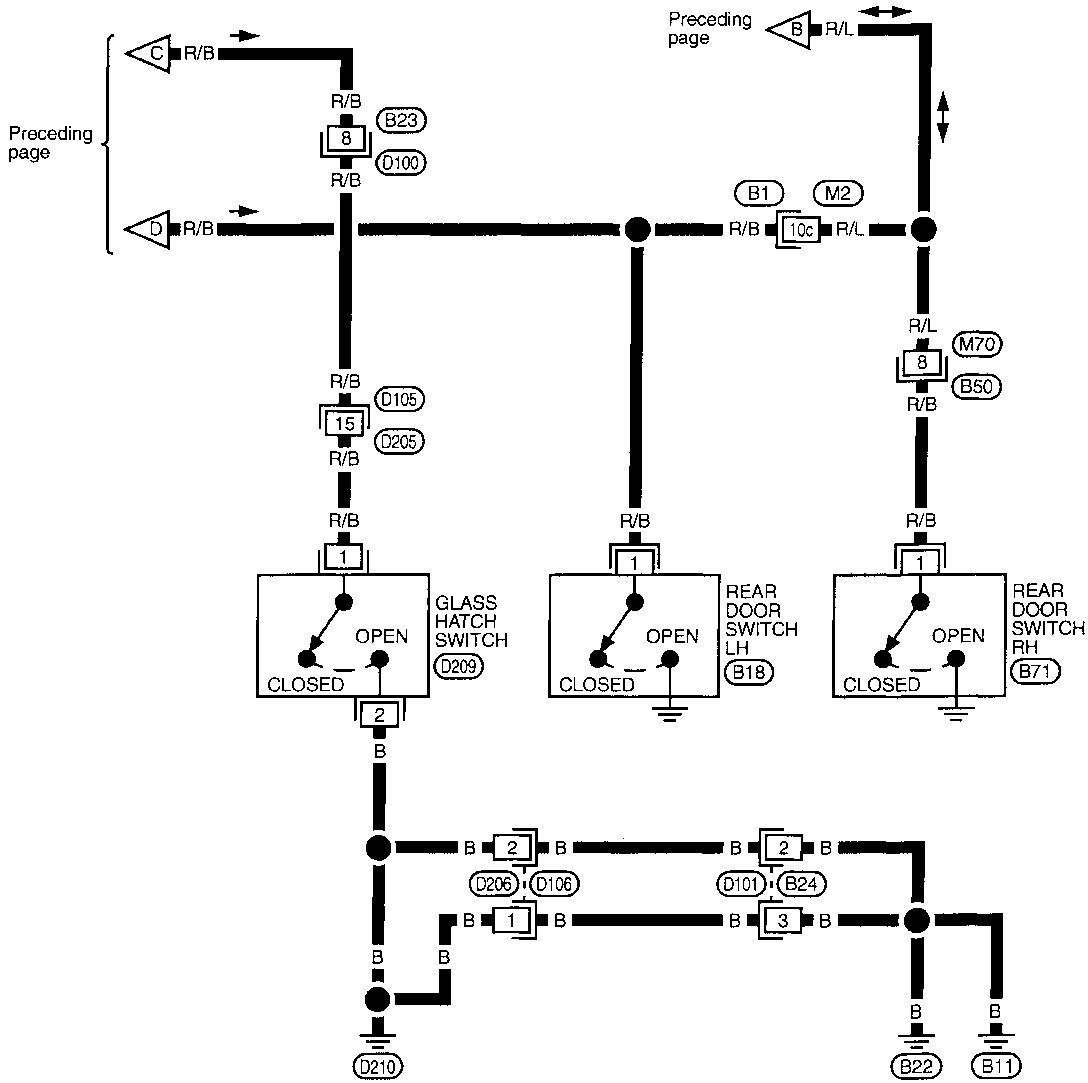 Preceding page
B R/L
C R/B
R/B
B23
8
D100
R/B
Preceding page
D R/B
B1 M2
R/B 10c R/L
R/L
M70
8
B50
R/B
R/B
D105
15
D205
R/B
R/B
R/B
R/B
1
1
1
GLASS HATCH SWITCH
D209
OPEN
CLOSED
REAR DOOR SWITCH LH
B18
OPEN
CLOSED
REAR DOOR SWITCH RH
B71
OPEN
CLOSED
2
B
B 2 B B 2 B
D206 D106 D101 B24
B 1 B B 3 B
B B
B B
D210 B22 B11